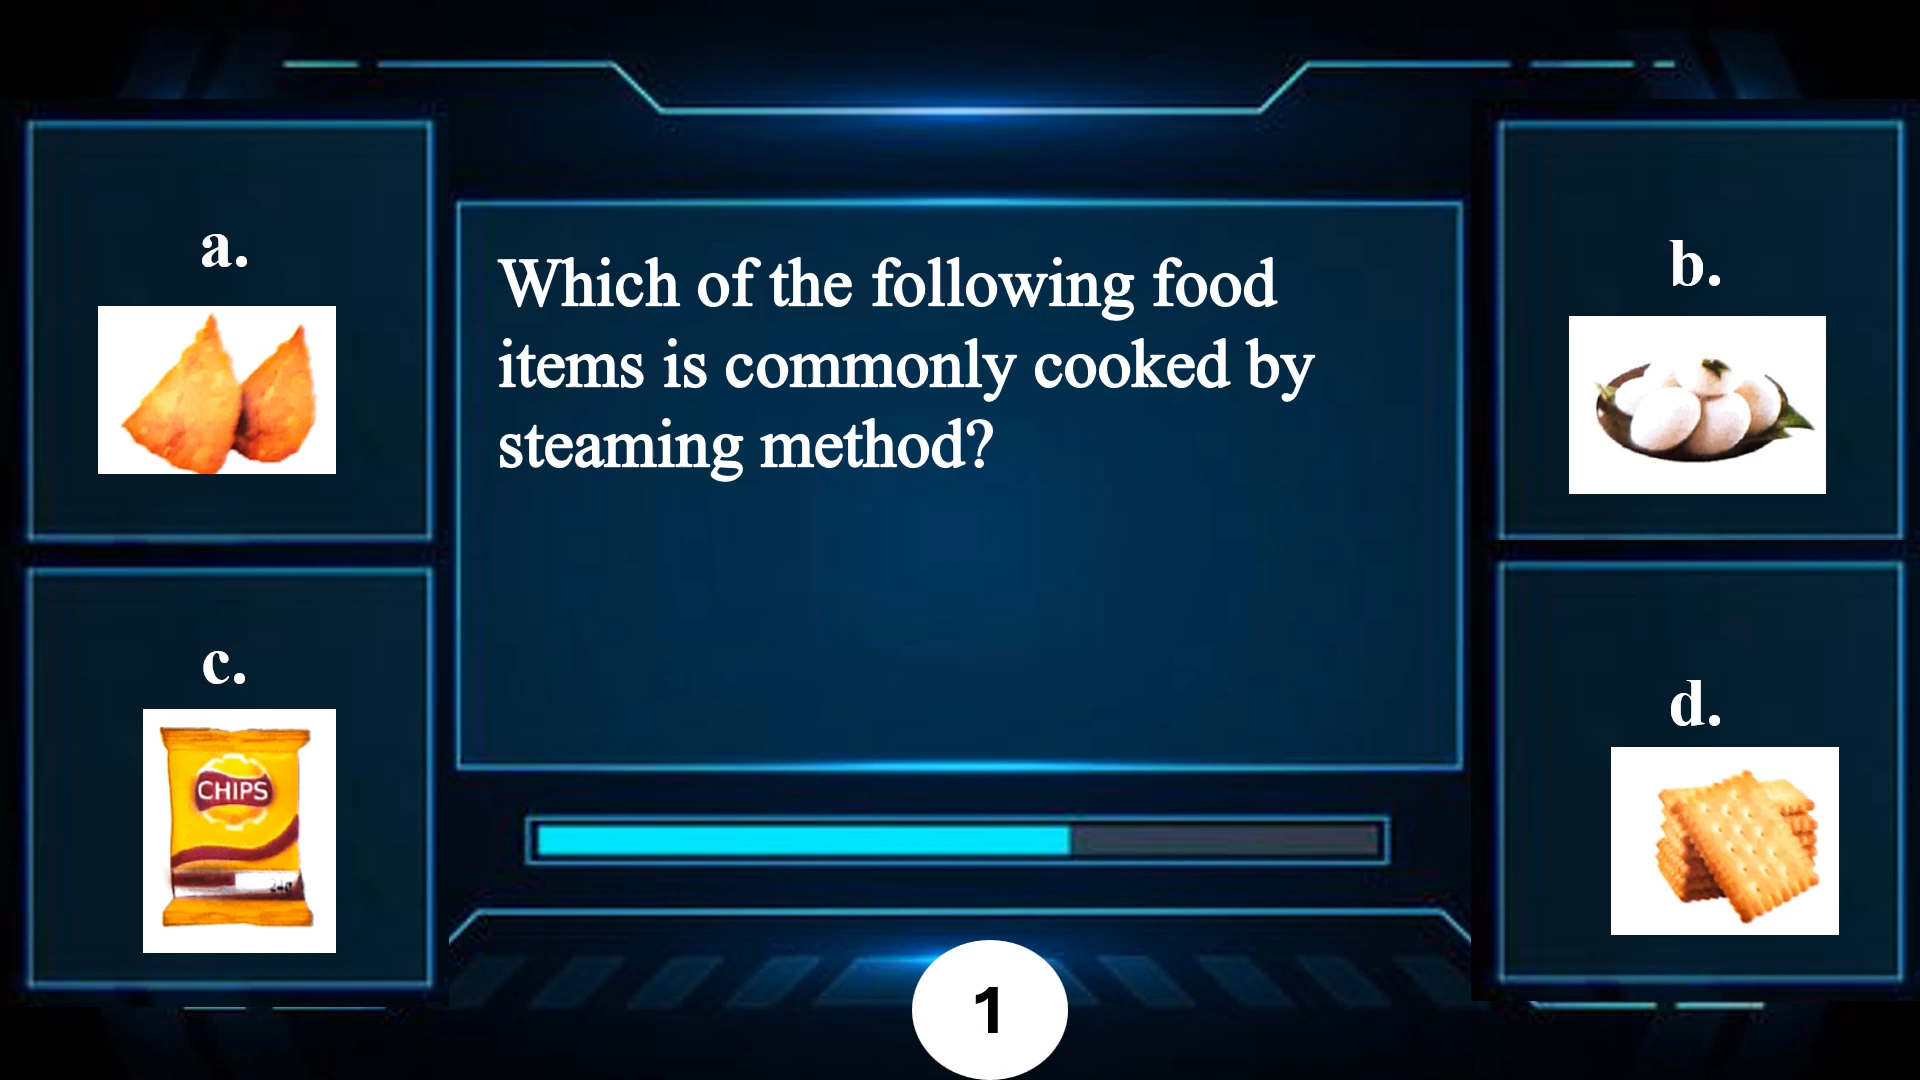 a.
b.
Which of the following food
items is commonly cooked by
steaming method?
c.
CHIPS
d.
1